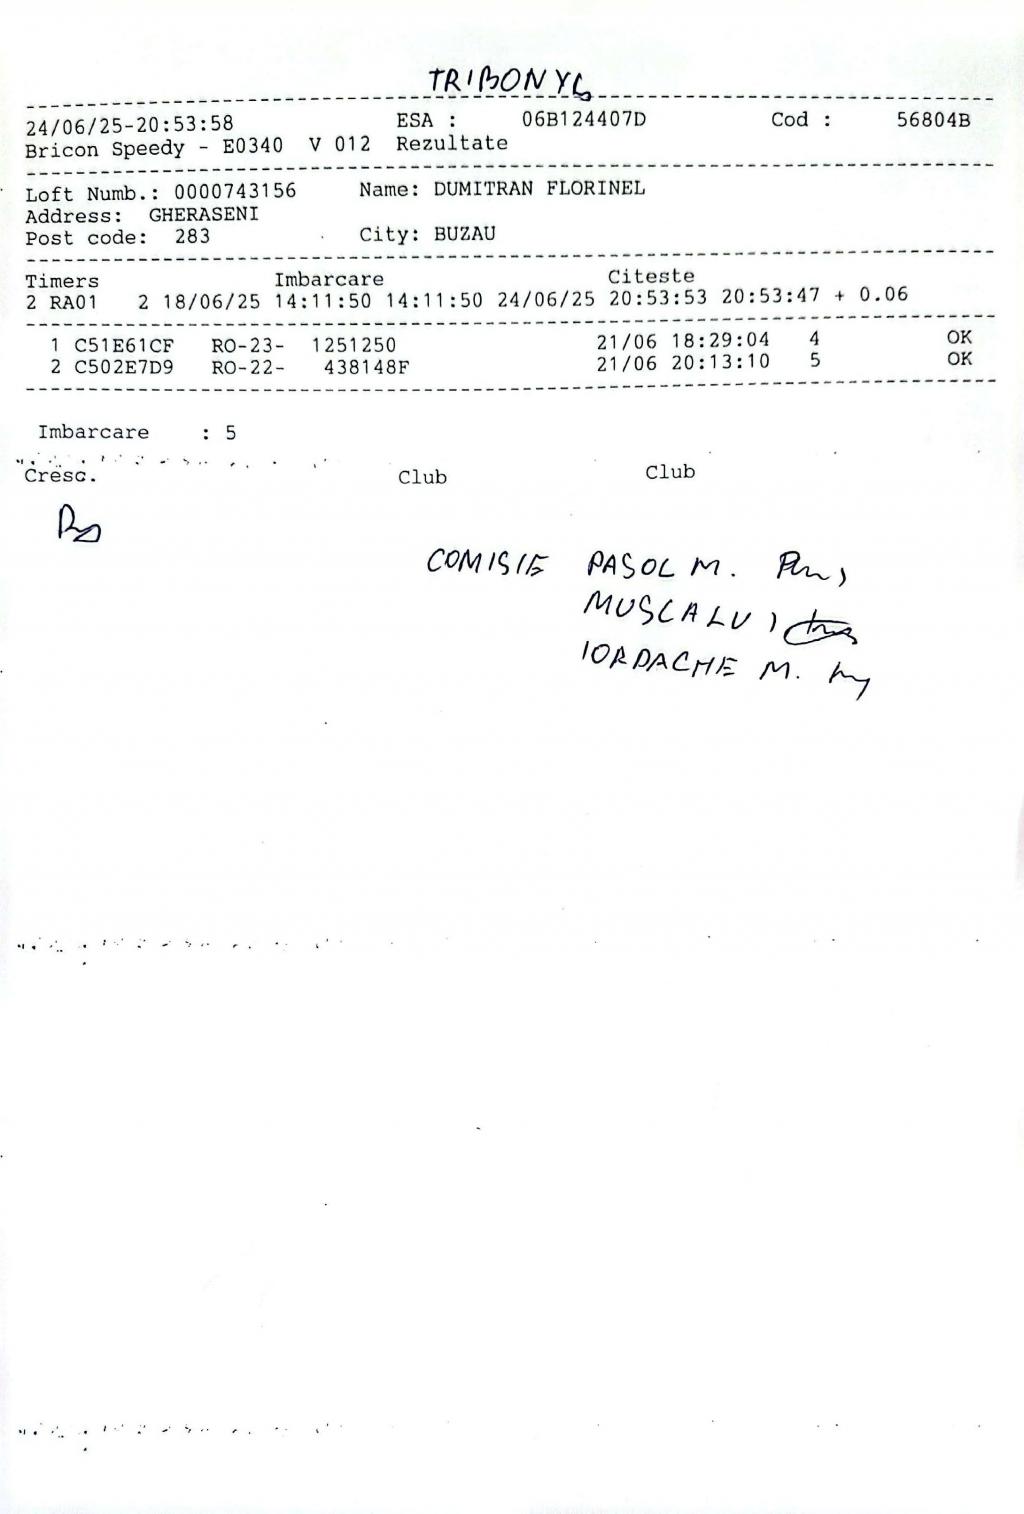 TRIBONYC
24/06/25-20:53:58 ESA : 06B124407D Cod : 56804B
Bricon Speedy - E0340 V 012 Rezultate
Loft Numb.: 0000743156 Name: DUMITRAN FLORINEL
Address: GHERASENI
Post code: 283 City: BUZAU
Timers Imbarcare Citeste
2 RA01 2 18/06/25 14:11:50 14:11:50 24/06/25 20:53:53 20:53:47 + 0.06
1 C51E61CF RO-23- 1251250 21/06 18:29:04 4 OK
2 C502E7D9 RO-22- 438148F 21/06 20:13:10 5 OK
Imbarcare : 5
Cresc. Club Club
COMISIE PASOL M.
MUSCALU
IORDACHE M.